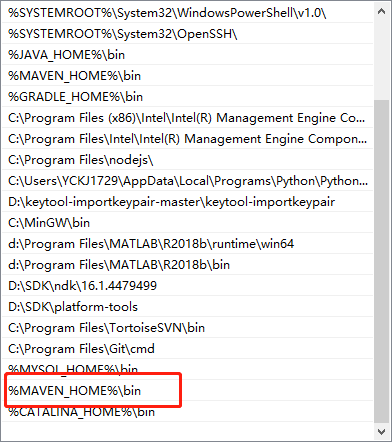 %SYSTEMROOT%\System32\WindowsPowerShell\v1.0\
%SYSTEMROOT%\System32\OpenSSH\
%JAVA_HOME%\bin
%MAVEN_HOME%\bin
%GRADLE_HOME%\bin
C:\Program Files (x86)\Intel\Intel(R) Management Engine Co...
C:\Program Files\Intel\Intel(R) Management Engine Compon...
C:\Program Files\nodejs\
C:\Users\YCKJ1729\AppData\Local\Programs\Python\Python...
D:\keytool-importkeypair-master\keytool-importkeypair
C:\MinGW\bin
d:\Program Files\MATLAB\R2018b\runtime\win64
d:\Program Files\MATLAB\R2018b\bin
D:\SDK\ndk\16.1.4479499
D:\SDK\platform-tools
C:\Program Files\TortoiseSVN\bin
C:\Program Files\Git\cmd
%MYSQL_HOME%\bin
%MAVEN_HOME%\bin
%CATALINA_HOME%\bin